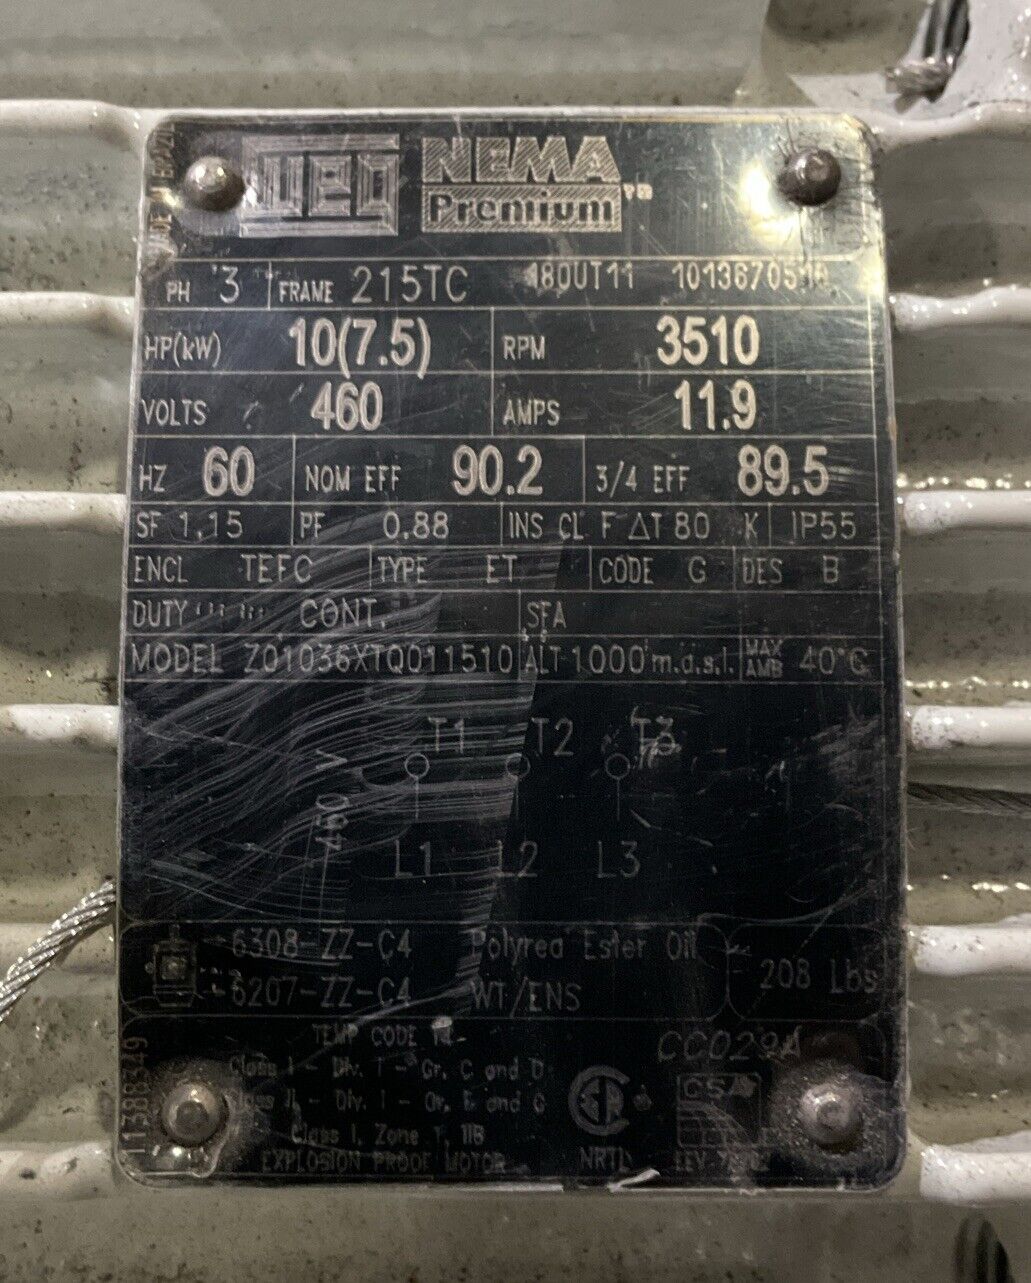 WEG NEMA
Premium
PH 3 FRAME 215TC 18OUT11
HP(kW) 10(7.5) RPM 3510
VOLTS 460 AMPS 11.9
HZ 60 NOM EFF 90.2 3/4 EFF 89.5
SF 1.15 PF 0.88 INS CL F ΔT 80 K IP55
ENCL TEFC TYPE ET CODE G DES B
DUTY CONT. SFA
MODEL Z01036XTQ011510 ALT 1000 m.a.s.l. MAX AMB 40°C
T1 T2 T3
460 V
L1 L2 L3
6308-ZZ-C4 Polyrea Ester Oil
6207-ZZ-C4 WT/ENS
208 Lbs
TEMP CODE T4
CC029A
Class I - Div. I - Gr. C and D
Class II - Div. I - Gr. and G
Class I, Zone 1, IIB
EXPLOSION PROOF MOTOR
NRTL
CSA
EEV
11388349